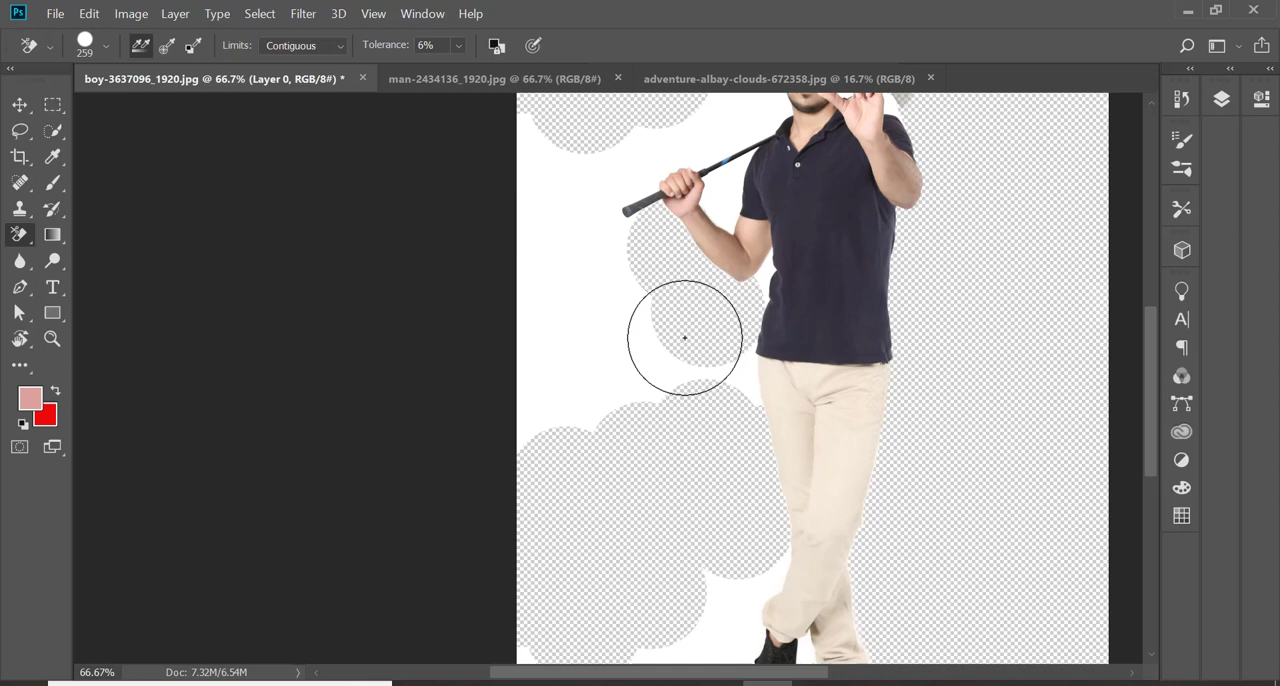 Ps File Edit Image Layer Type Select Filter 3D View Window Help
259 Limits: Contiguous Tolerance: 6%
boy-3637096_1920.jpg @ 66.7% (Layer 0, RGB/8#) * man-2434136_1920.jpg @ 66.7% (RGB/8) adventure-albay-clouds-672358.jpg @ 16.7% (RGB/8)
66.67% Doc: 7.32M/6.54M